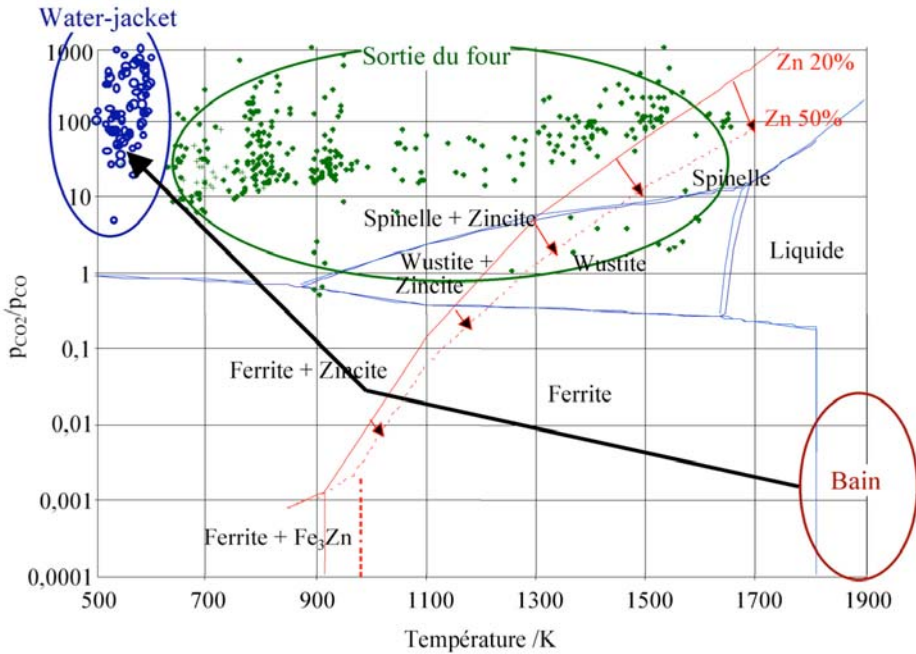 Water-jacket
1000
100
10
1
0,1
0,01
0,001
0,0001
pCO2/pCO
Sortie du four
Zn 20%
Zn 50%
Spinelle
Spinelle + Zincite
Wustite +
Zincite
Wustite
Liquide
Ferrite + Zincite
Ferrite
Bain
Ferrite + Fe3Zn
500
700
900
1100
1300
1500
1700
1900
Température /K